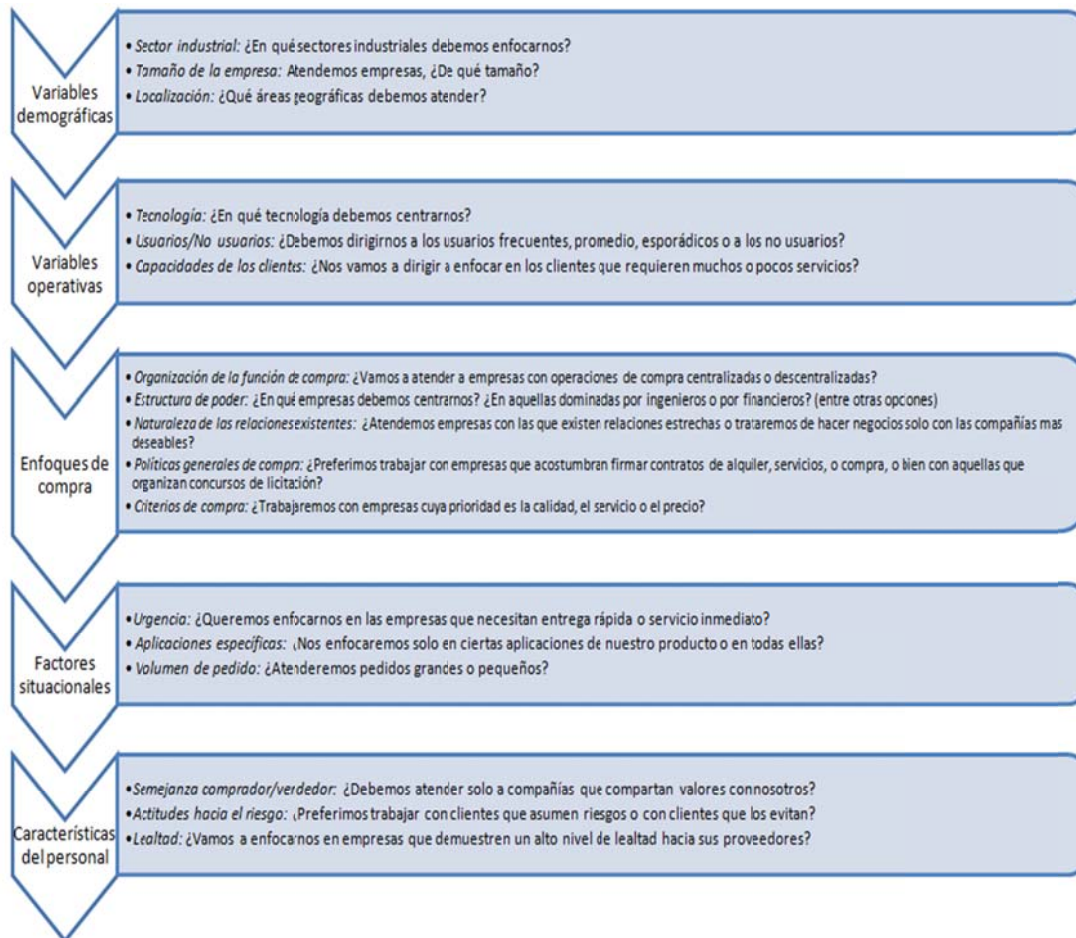 Variables
demográficas
• Sector industrial: ¿En qué sectores industriales debemos enfocarnos?
• Tamaño de la empresa: Atendemos empresas, ¿De qué tamaño?
• Localización: ¿Qué áreas geográficas debemos atender?
Variables
operativas
• Tecnología: ¿En qué tecnología debemos centrarnos?
• Usuarios/No usuarios: ¿Debemos dirigirnos a los usuarios frecuentes, promedio, esporádicos o a los no usuarios?
• Capacidades de los clientes: ¿Nos vamos a dirigir a enfocar en los clientes que requieren muchos o pocos servicios?
Enfoques de
compra
• Organización de la función de compra: ¿Vamos a atender a empresas con operaciones de compra centralizadas o descentralizadas?
• Estructura de poder: ¿En qué empresas debemos centrarnos? ¿En aquellas dominadas por ingenieros o por financieros? (entre otras opciones)
• Naturaleza de las relaciones existentes: ¿Atendemos empresas con las que existen relaciones estrechas o trataremos de hacer negocios solo con las compañías mas
deseables?
• Políticas generales de compra: ¿Preferimos trabajar con empresas que acostumbran firmar contratos de alquiler, servicios, o compra, o bien con aquellas que
organizan concursos de licitación?
• Criterios de compra: ¿Trabajaremos con empresas cuya prioridad es la calidad, el servicio o el precio?
Factores
situacionales
• Urgencia: ¿Queremos enfocarnos en las empresas que necesitan entrega rápida o servicio inmediato?
• Aplicaciones específicas: ¿Nos enfocaremos solo en ciertas aplicaciones de nuestro producto o en todas ellas?
• Volumen de pedido: ¿Atenderemos pedidos grandes o pequeños?
Características
del personal
• Semejanza comprador/verdedor: ¿Debemos atender solo a compañías que compartan valores con nosotros?
• Actitudes hacia el riesgo: ¿Preferimos trabajar con clientes que asumen riesgos o con clientes que los evitan?
• Lealtad: ¿Vamos a enfocarnos en empresas que demuestren un alto nivel de lealtad hacia sus proveedores?